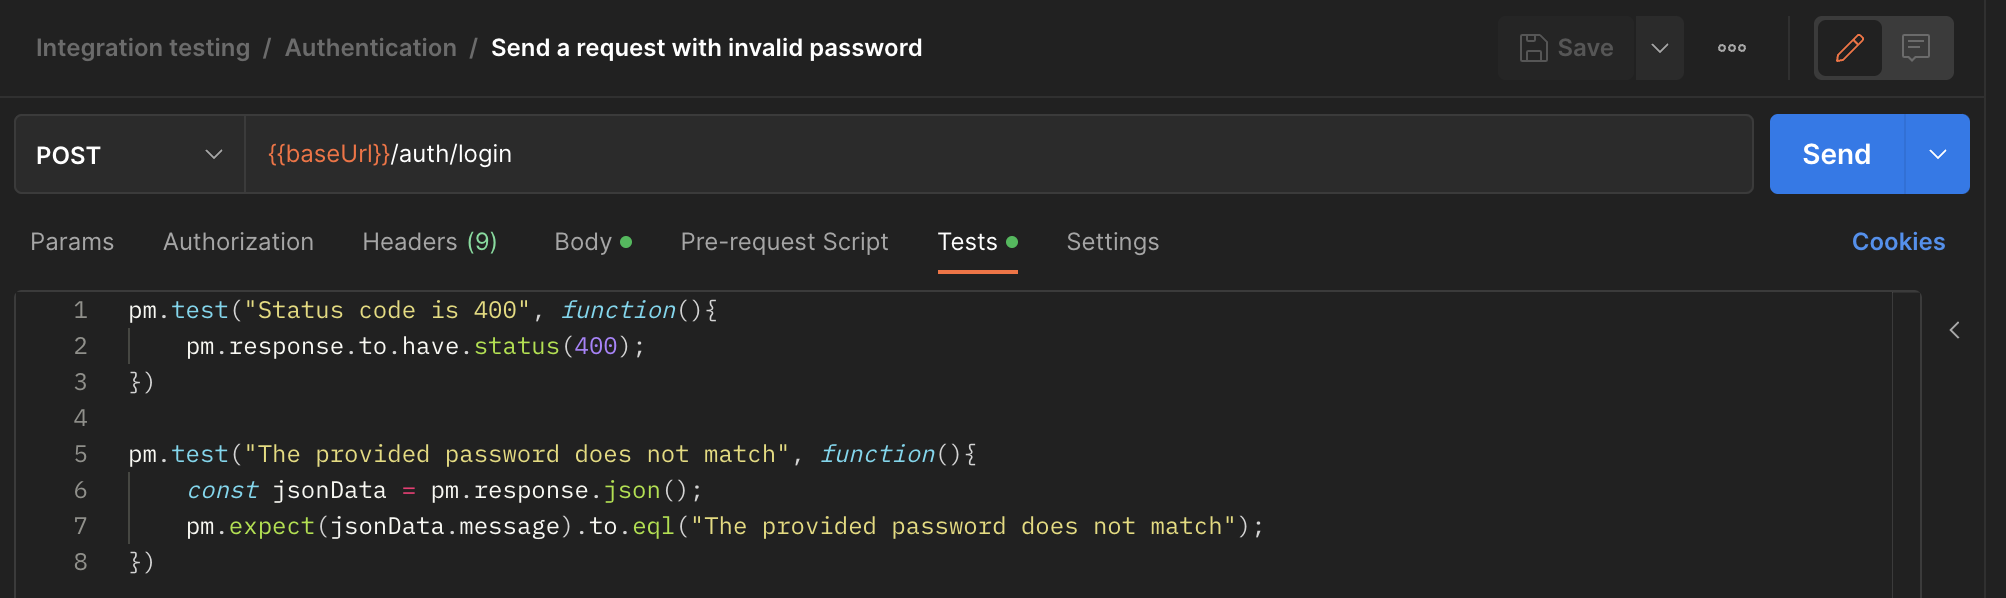 Integration testing / Authentication / Send a request with invalid password
Save
POST
{{baseUrl}}/auth/login
Send
Params Authorization Headers (9) Body Pre-request Script Tests Settings Cookies
1 pm.test("Status code is 400", function(){
2 pm.response.to.have.status(400);
3 })
4
5 pm.test("The provided password does not match", function(){
6 const jsonData = pm.response.json();
7 pm.expect(jsonData.message).to.eql("The provided password does not match");
8 })